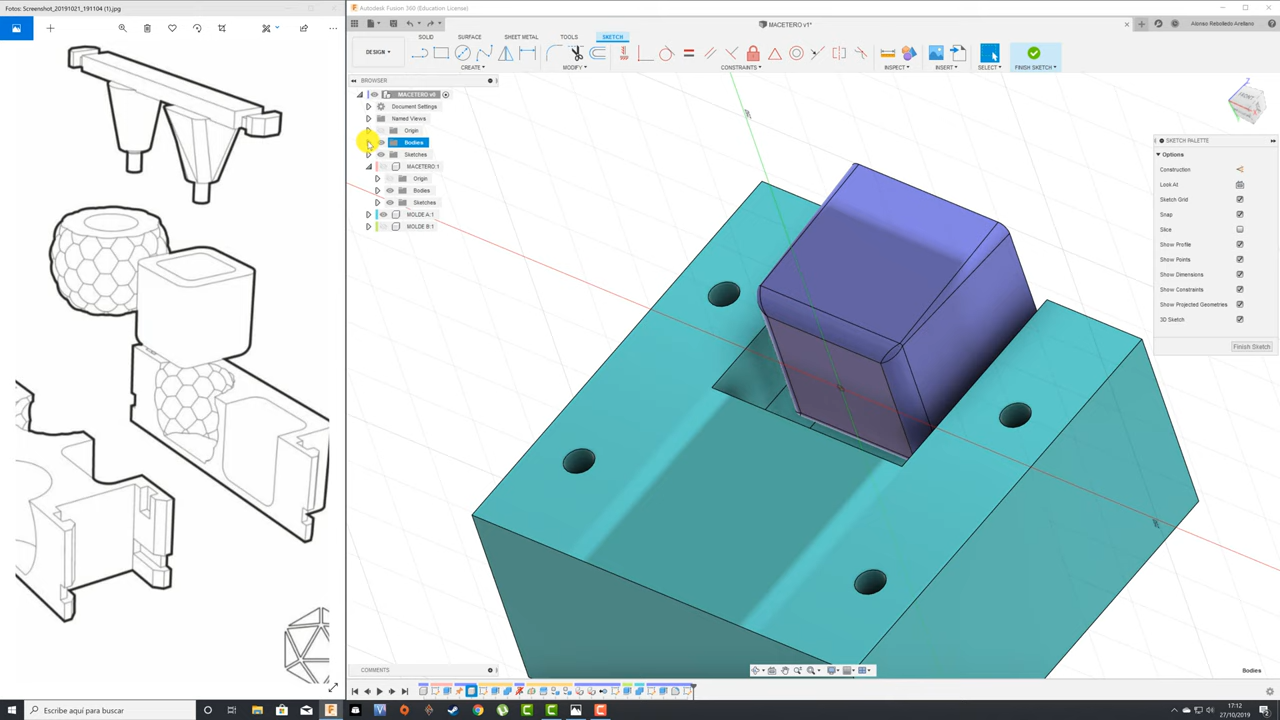 Fotos: Screenshot_20191021_191104 (1).jpg
Autodesk Fusion 360 (Education License)
MACETERO v1*
Alonso Rebolledo Arellano
DESIGN
SOLID
SURFACE
SHEET METAL
TOOLS
SKETCH
CREATE
MODIFY
CONSTRAINTS
INSPECT
INSERT
SELECT
FINISH SKETCH
BROWSER
MACETERO v0
Document Settings
Named Views
Origin
Bodies
Sketches
MACETERO:1
Origin
Bodies
Sketches
MOLDE A:1
MOLDE B:1
FRONT
Z
SKETCH PALETTE
Options
Construction
Look At
Sketch Grid
Snap
Slice
Show Profile
Show Points
Show Dimensions
Show Constraints
Show Projected Geometries
3D Sketch
Finish Sketch
COMMENTS
Bodies
Escribe aquí para buscar
17:12
27/10/2019